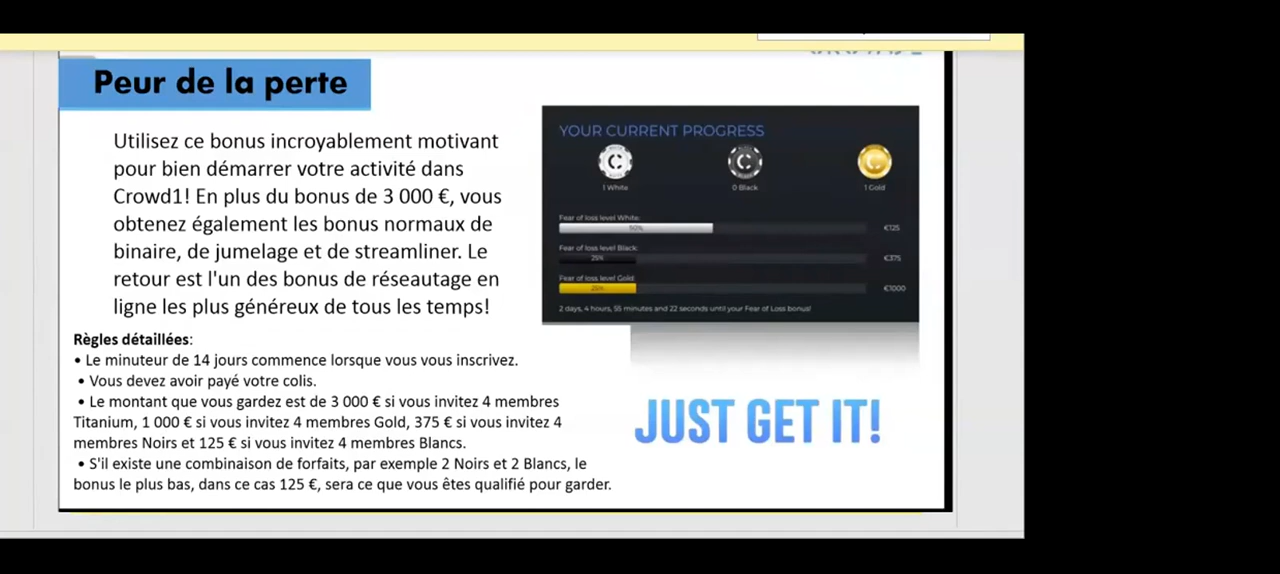 Peur de la perte
Utilisez ce bonus incroyablement motivant
pour bien démarrer votre activité dans
Crowd1! En plus du bonus de 3 000 €, vous
obtenez également les bonus normaux de
binaire, de jumelage et de streamliner. Le
retour est l'un des bonus de réseautage en
ligne les plus généreux de tous les temps!
Règles détaillées:
• Le minuteur de 14 jours commence lorsque vous vous inscrivez.
• Vous devez avoir payé votre colis.
• Le montant que vous gardez est de 3 000 € si vous invitez 4 membres
Titanium, 1 000 € si vous invitez 4 membres Gold, 375 € si vous invitez 4
membres Noirs et 125 € si vous invitez 4 membres Blancs.
• S'il existe une combinaison de forfaits, par exemple 2 Noirs et 2 Blancs, le
bonus le plus bas, dans ce cas 125 €, sera ce que vous êtes qualifié pour garder.
YOUR CURRENT PROGRESS
1 White 0 Black 1 Gold
Fear of loss level White:
50% €125
Fear of loss level Black:
25% €375
Fear of loss level Gold:
25% €1000
2 days, 4 hours, 55 minutes and 22 seconds until your Fear of Loss bonus!
JUST GET IT!